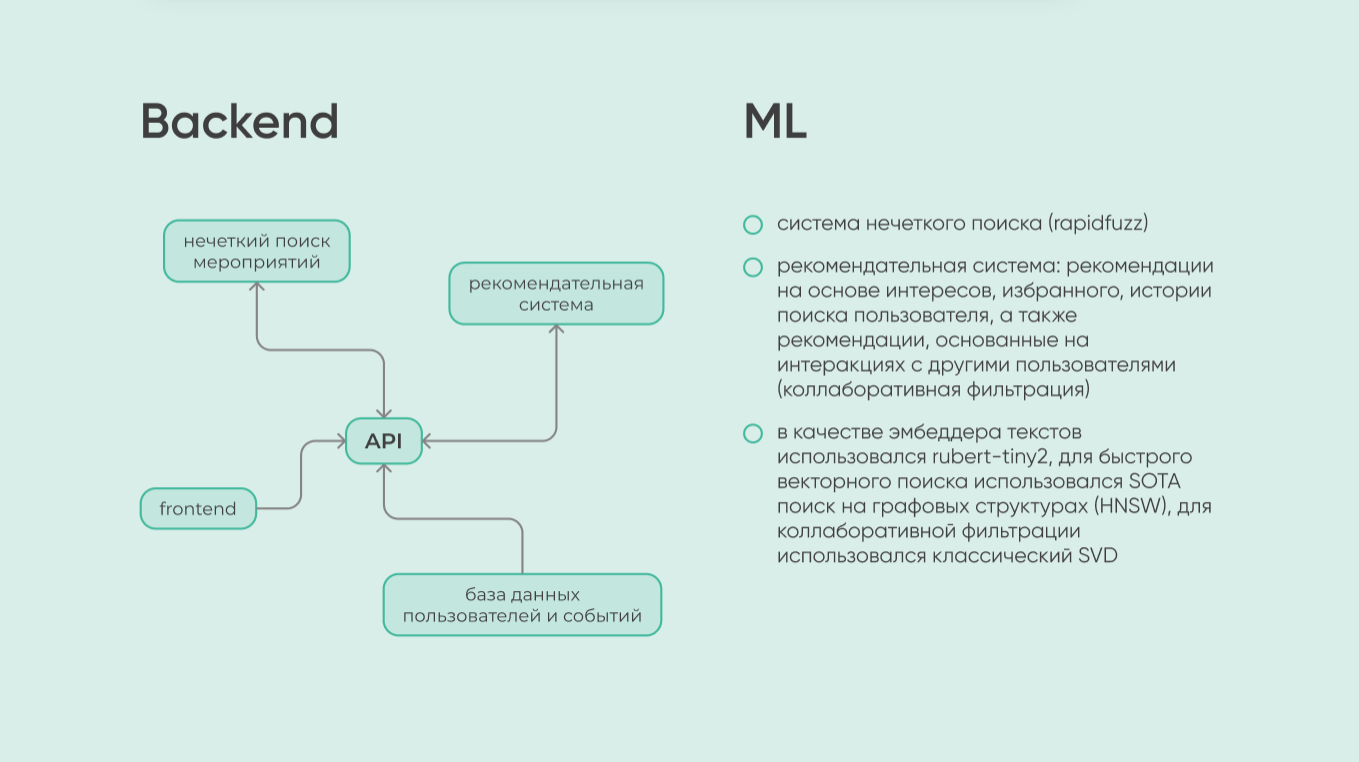 Backend
нечеткий поиск
мероприятий
рекомендательная
система
API
frontend
база данных
пользователей и событий
ML
система нечеткого поиска (rapidfuzz)
рекомендательная система: рекомендации
на основе интересов, избранного, истории
поиска пользователя, а также
рекомендации, основанные на
интеракциях с другими пользователями
(коллаборативная фильтрация)
в качестве эмбеддера текстов
использовался rubert-tiny2, для быстрого
векторного поиска использовался SOTA
поиск на графовых структурах (HNSW), для
коллаборативной фильтрации
использовался классический SVD